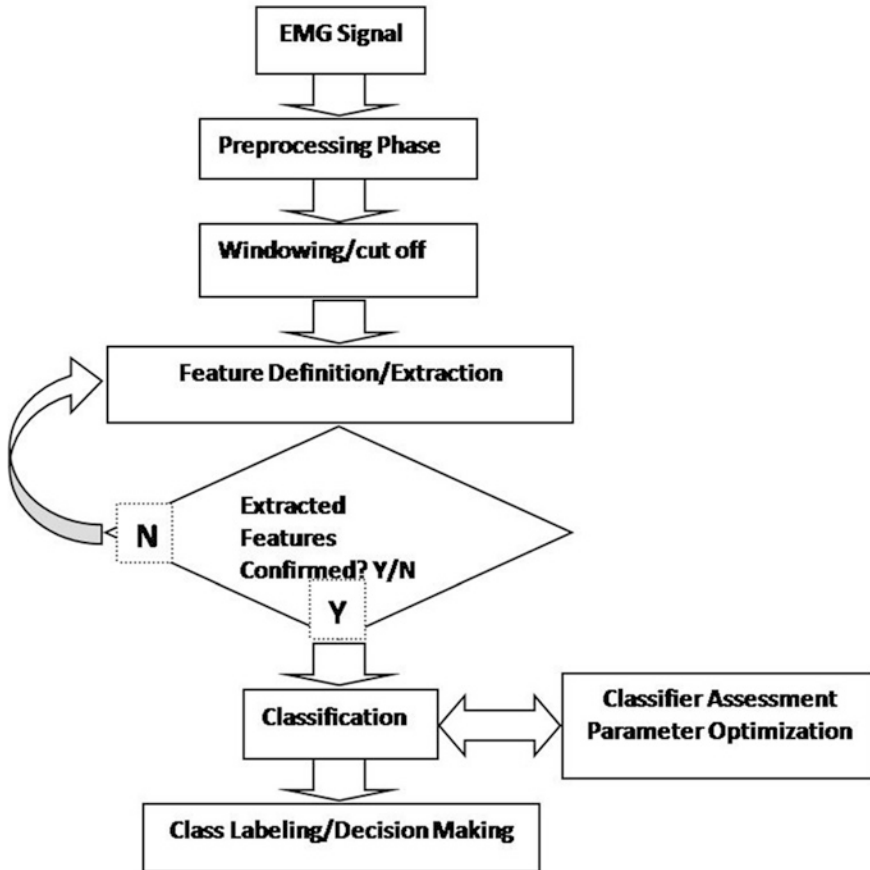 EMG Signal
Preprocessing Phase
Windowing/cut off
Feature Definition/Extraction
Extracted
Features
Confirmed? Y/N
N
Y
Classification
Classifier Assessment
Parameter Optimization
Class Labeling/Decision Making